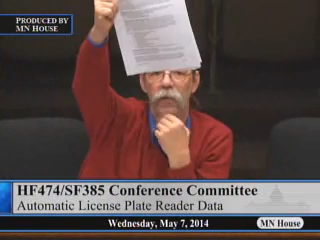 PRODUCED BY
MN HOUSE
HF474/SF385 Conference Committee
Automatic License Plate Reader Data
Wednesday, May 7, 2014
MN House